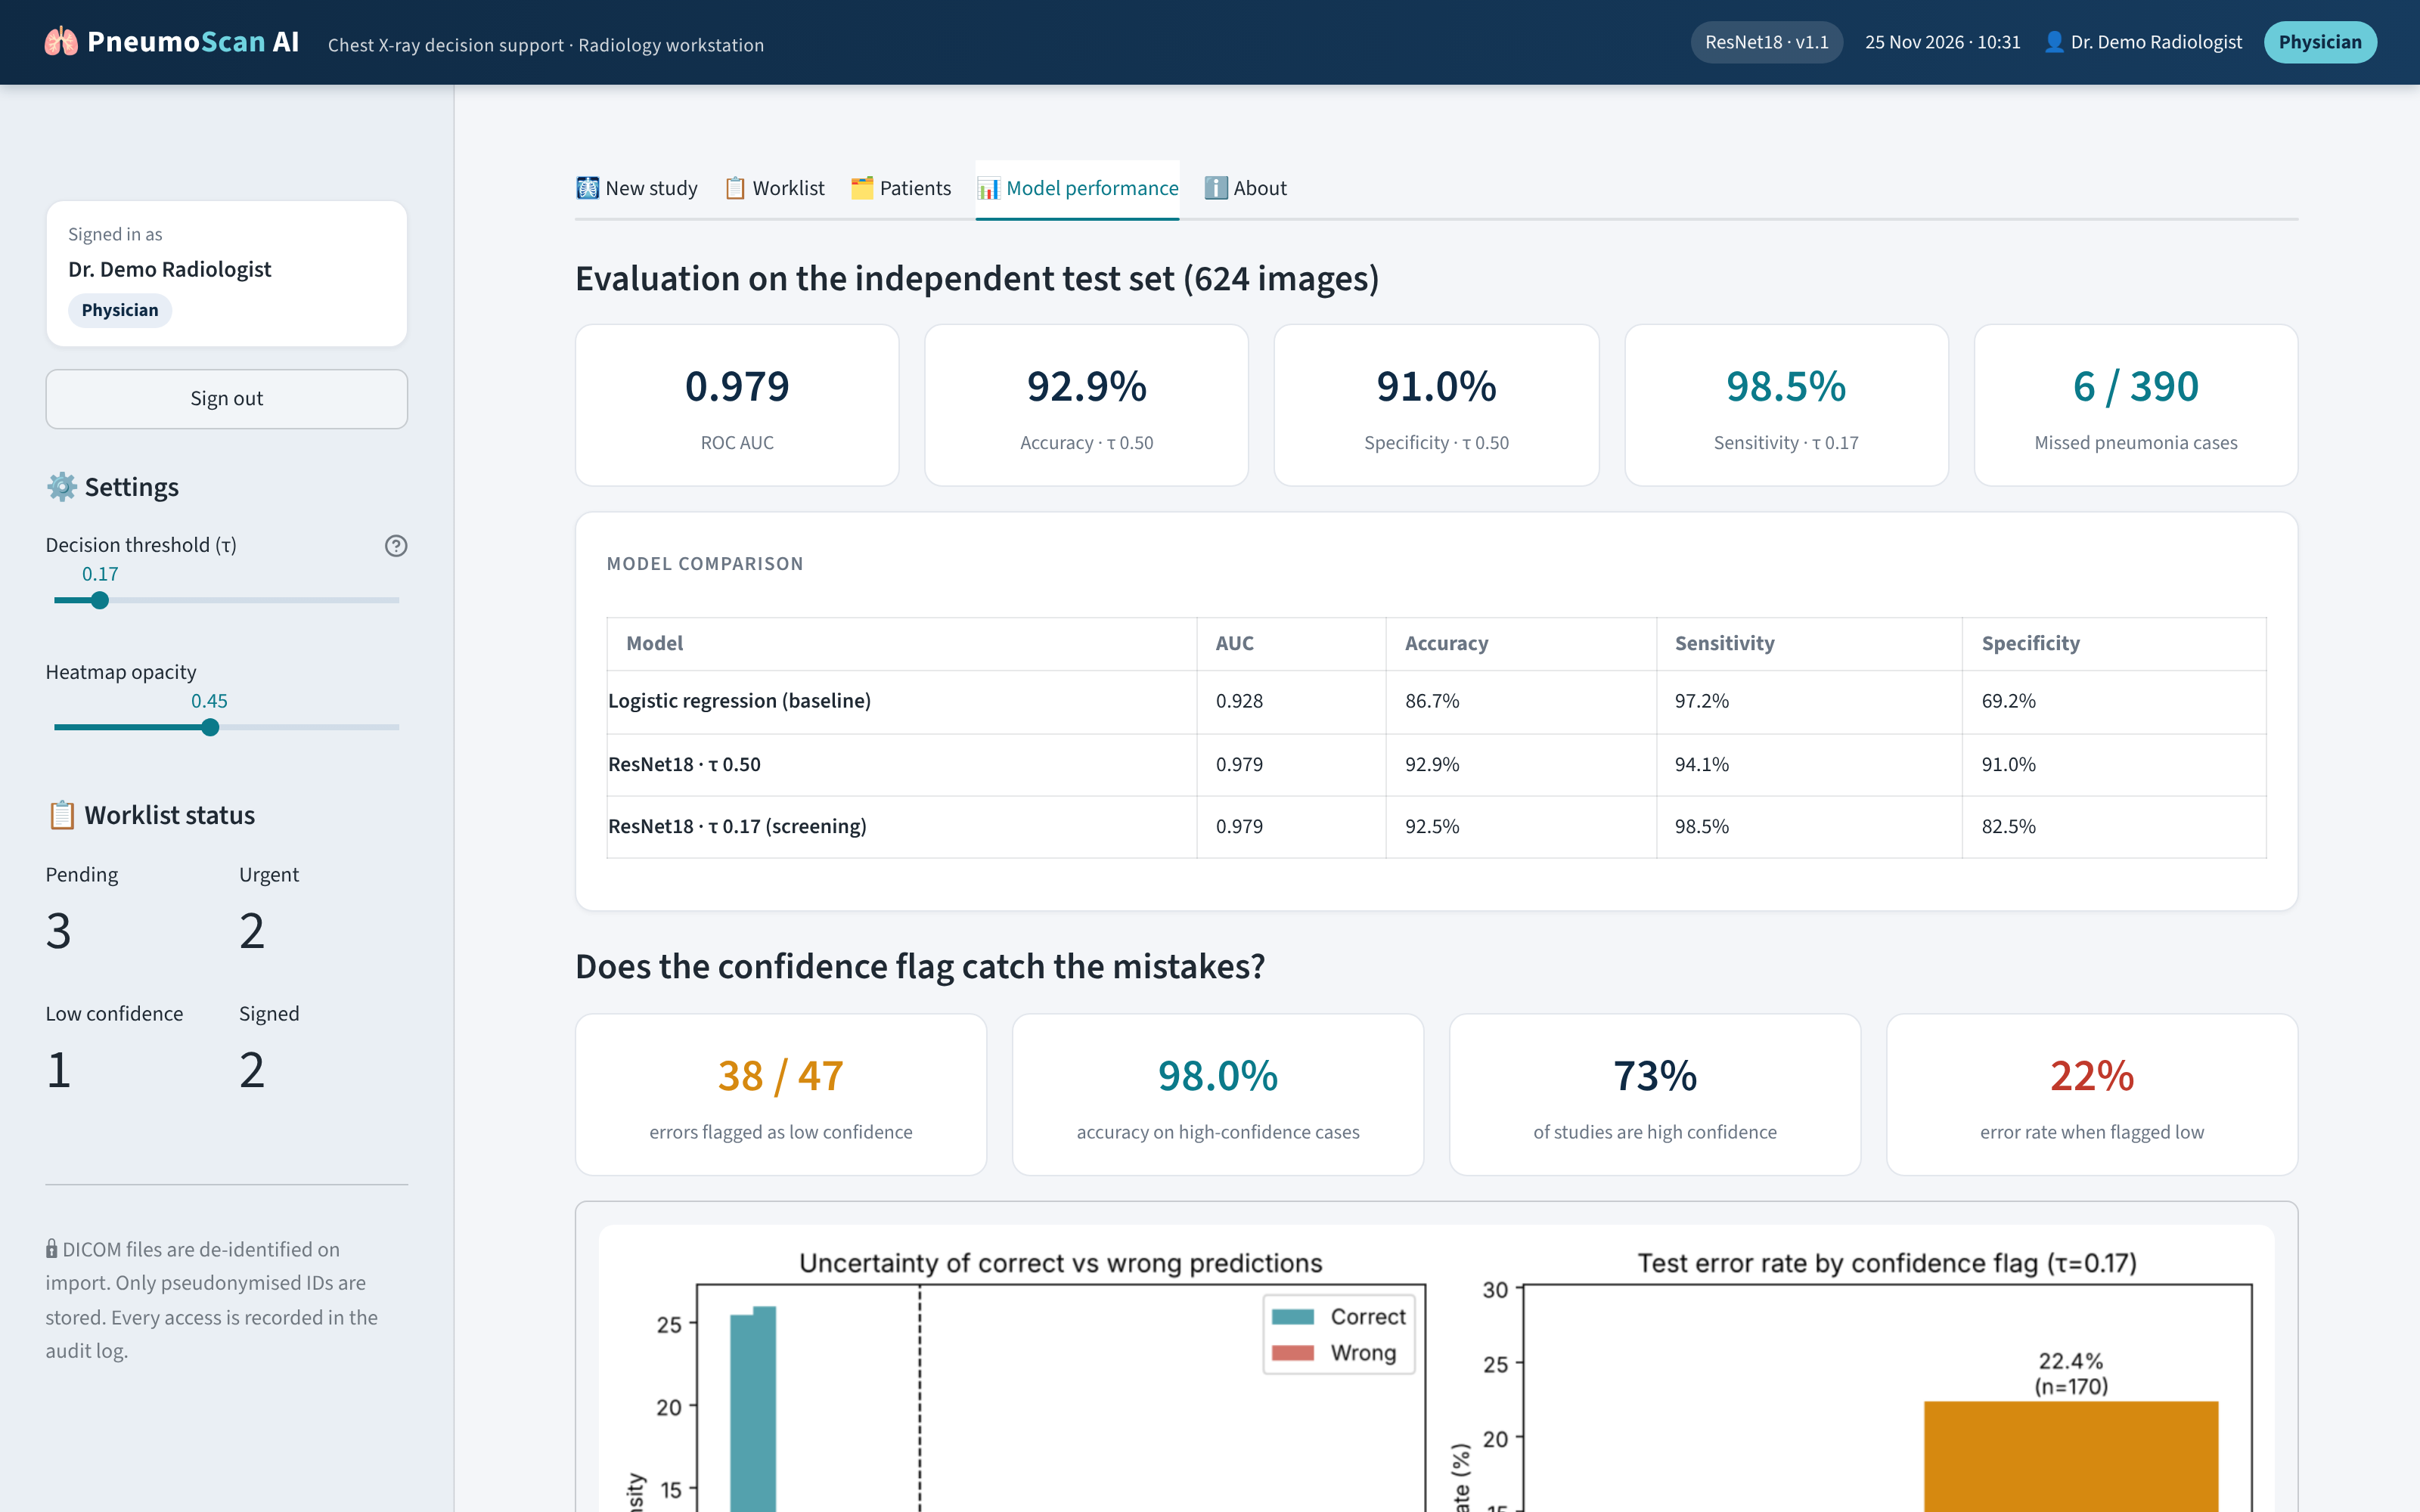 PneumoScan AI
Chest X-ray decision support · Radiology workstation
ResNet18 · v1.1
25 Nov 2026 · 10:31
Dr. Demo Radiologist
Physician
Signed in as
Dr. Demo Radiologist
Physician
Sign out
Settings
Decision threshold (τ)
0.17
Heatmap opacity
0.45
Worklist status
Pending
Urgent
3
2
Low confidence
Signed
1
2
DICOM files are de-identified on
import. Only pseudonymised IDs are
stored. Every access is recorded in the
audit log.
New study
Worklist
Patients
Model performance
About
Evaluation on the independent test set (624 images)
0.979
ROC AUC
92.9%
Accuracy · τ 0.50
91.0%
Specificity · τ 0.50
98.5%
Sensitivity · τ 0.17
6 / 390
Missed pneumonia cases
MODEL COMPARISON
Model AUC Accuracy Sensitivity Specificity
Logistic regression (baseline) 0.928 86.7% 97.2% 69.2%
ResNet18 · τ 0.50 0.979 92.9% 94.1% 91.0%
ResNet18 · τ 0.17 (screening) 0.979 92.5% 98.5% 82.5%
Does the confidence flag catch the mistakes?
38 / 47
errors flagged as low confidence
98.0%
accuracy on high-confidence cases
73%
of studies are high confidence
22%
error rate when flagged low
Uncertainty of correct vs wrong predictions
Correct
Wrong
25
20
15
Test error rate by confidence flag (τ=0.17)
30
25
20
22.4%
(n=170)